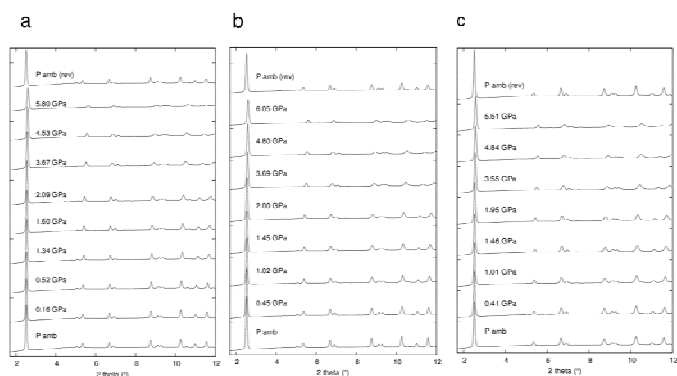 a
P amb (rev)
5.80 GPa
4.53 GPa
3.67 GPa
2.09 GPa
1.60 GPa
1.34 GPa
0.52 GPa
0.16 GPa
P amb
2 4 6 8 10 12
2 theta (°)
b
P amb (rev)
6.05 GPa
4.80 GPa
3.69 GPa
2.00 GPa
1.45 GPa
1.02 GPa
0.45 GPa
P amb
2 4 6 8 10 12
2 theta (°)
c
P amb (rev)
5.51 GPa
4.84 GPa
3.55 GPa
1.95 GPa
1.46 GPa
1.01 GPa
0.41 GPa
P amb
4 6 8 10 12
2 theta (°)